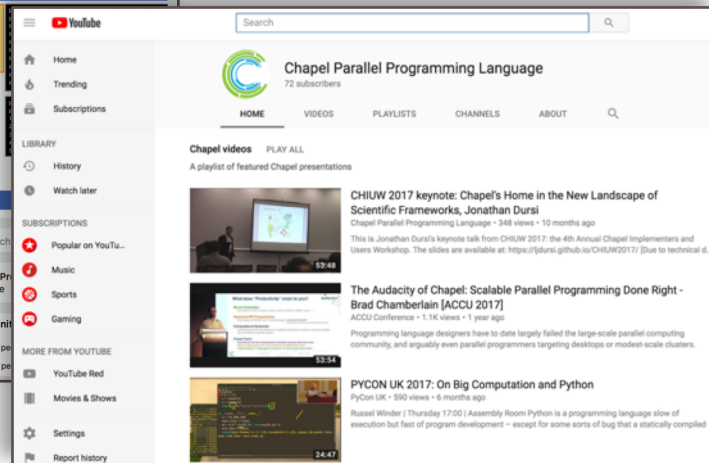 YouTube
Search
Home
Trending
Subscriptions
LIBRARY
History
Watch later
SUBSCRIPTIONS
Popular on YouTu...
Music
Sports
Gaming
MORE FROM YOUTUBE
YouTube Red
Movies & Shows
Settings
Report history
Chapel Parallel Programming Language
72 subscribers
HOME VIDEOS PLAYLISTS CHANNELS ABOUT
Chapel videos PLAY ALL
A playlist of featured Chapel presentations
53:48
CHIUW 2017 keynote: Chapel's Home in the New Landscape of
Scientific Frameworks, Jonathan Dursi
Chapel Parallel Programming Language • 348 views • 10 months ago
This is Jonathan Dursi's keynote talk from CHIUW 2017: the 4th Annual Chapel Implementers and
Users Workshop. The slides are available at: https://ljdursi.github.io/CHIUW2017/ [Due to technical d.
What does "Productivity" mean to you?
53:54
The Audacity of Chapel: Scalable Parallel Programming Done Right -
Brad Chamberlain [ACCU 2017]
ACCU Conference • 1.1K views • 1 year ago
Programming language designers have to date largely failed the large-scale parallel computing
community, and arguably even parallel programmers targeting desktops or modest-scale clusters.
24:47
PYCON UK 2017: On Big Computation and Python
PyCon UK • 590 views • 6 months ago
Russel Winder | Thursday 17:00 | Assembly Room Python is a programming language slow of
execution but fast of program development – except for some sorts of bug that a statically compiled